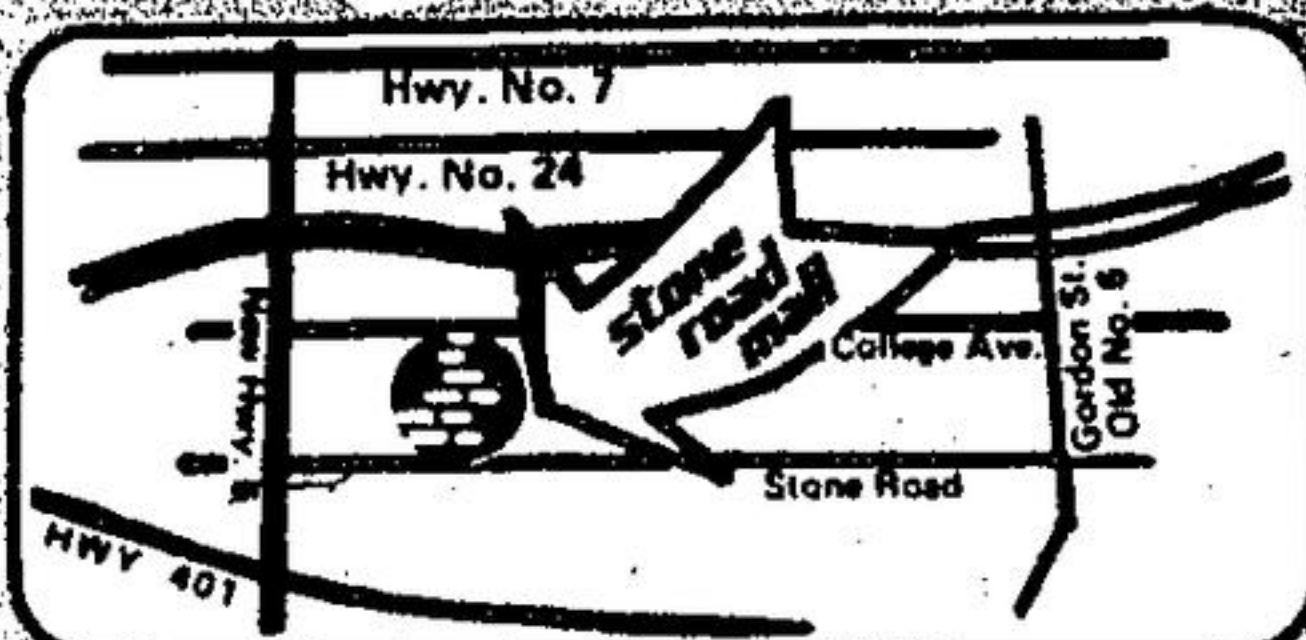 Hwy. No. 7
Hwy. No. 24
stone
road
mall
New Hwy.
College Ave.
Gordon St.
Old No. 6
Stone Road
HWY 401